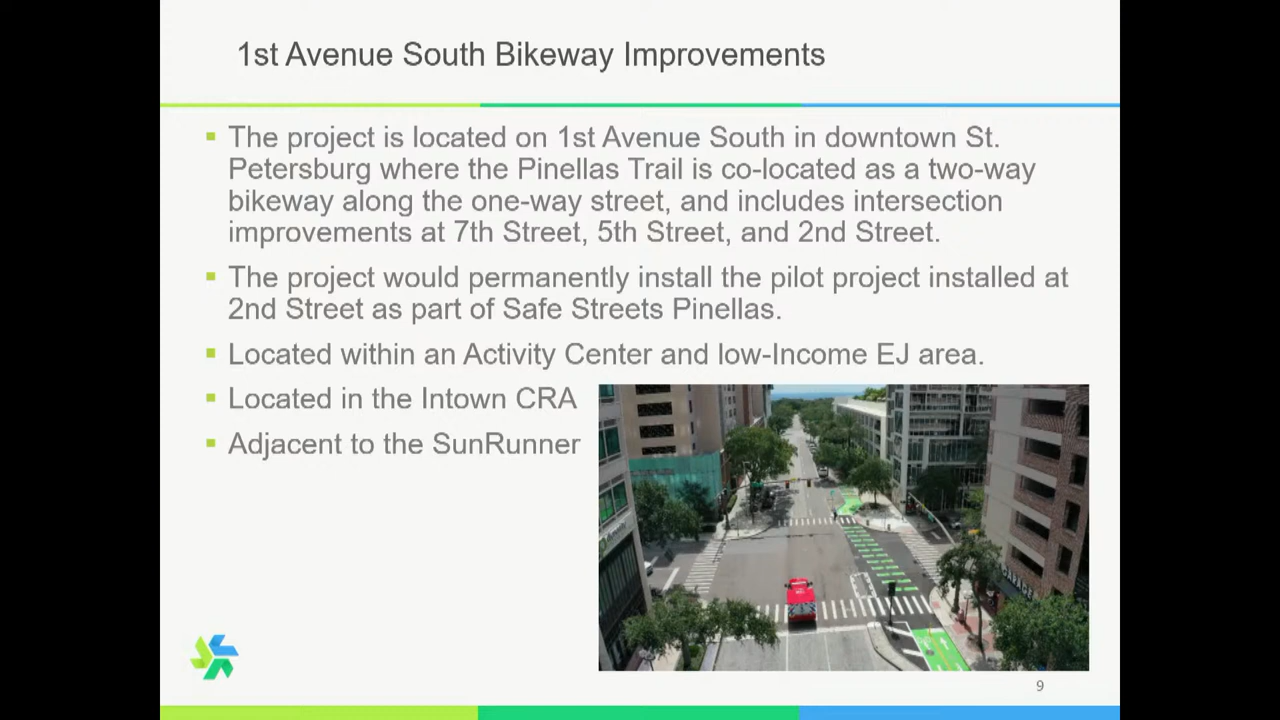 1st Avenue South Bikeway Improvements
The project is located on 1st Avenue South in downtown St.
Petersburg where the Pinellas Trail is co-located as a two-way
bikeway along the one-way street, and includes intersection
improvements at 7th Street, 5th Street, and 2nd Street.
The project would permanently install the pilot project installed at
2nd Street as part of Safe Streets Pinellas.
Located within an Activity Center and low-Income EJ area.
Located in the Intown CRA
Adjacent to the SunRunner
9